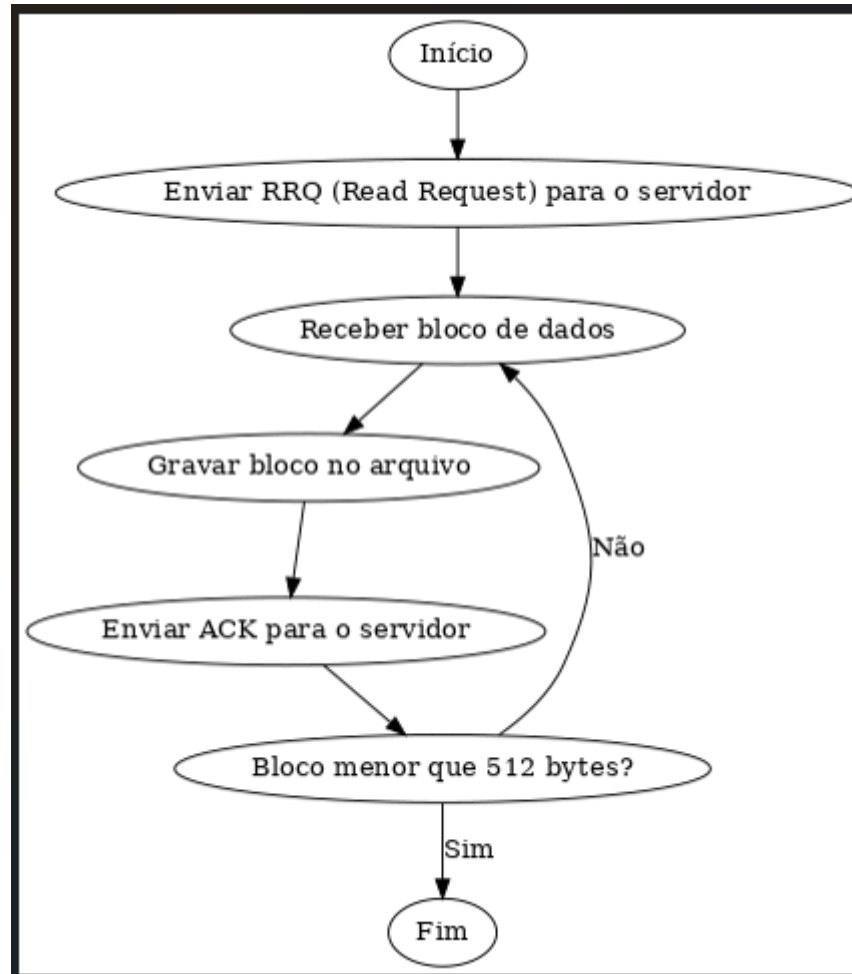 Início
Enviar RRQ (Read Request) para o servidor
Receber bloco de dados
Gravar bloco no arquivo
Não
Enviar ACK para o servidor
Bloco menor que 512 bytes?
Sim
Fim